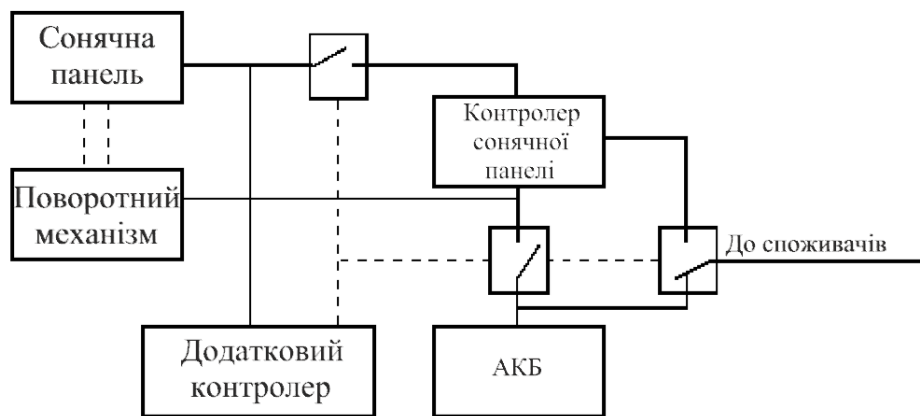 Сонячна
панель
Контролер
сонячної
панелі
Поворотний
механізм
До споживачів
Додатковий
контролер
АКБ